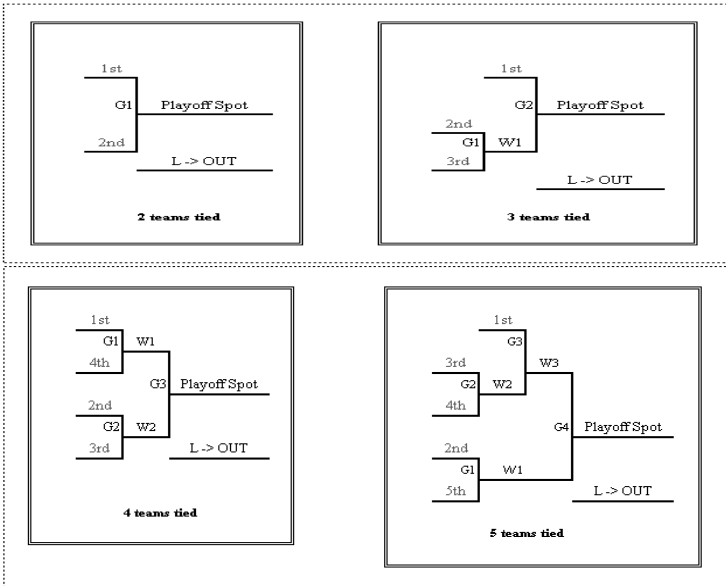 1st
G1 Playoff Spot
2nd
L -> OUT
2 teams tied
1st
G2 Playoff Spot
2nd
G1 W1
3rd
L -> OUT
3 teams tied
1st
G1 W1
4th
G3 Playoff Spot
2nd
G2 W2
3rd
L -> OUT
4 teams tied
1st
G3
W3
3rd
G2 W2
4th
G4 Playoff Spot
2nd
G1 W1
5th
L -> OUT
5 teams tied